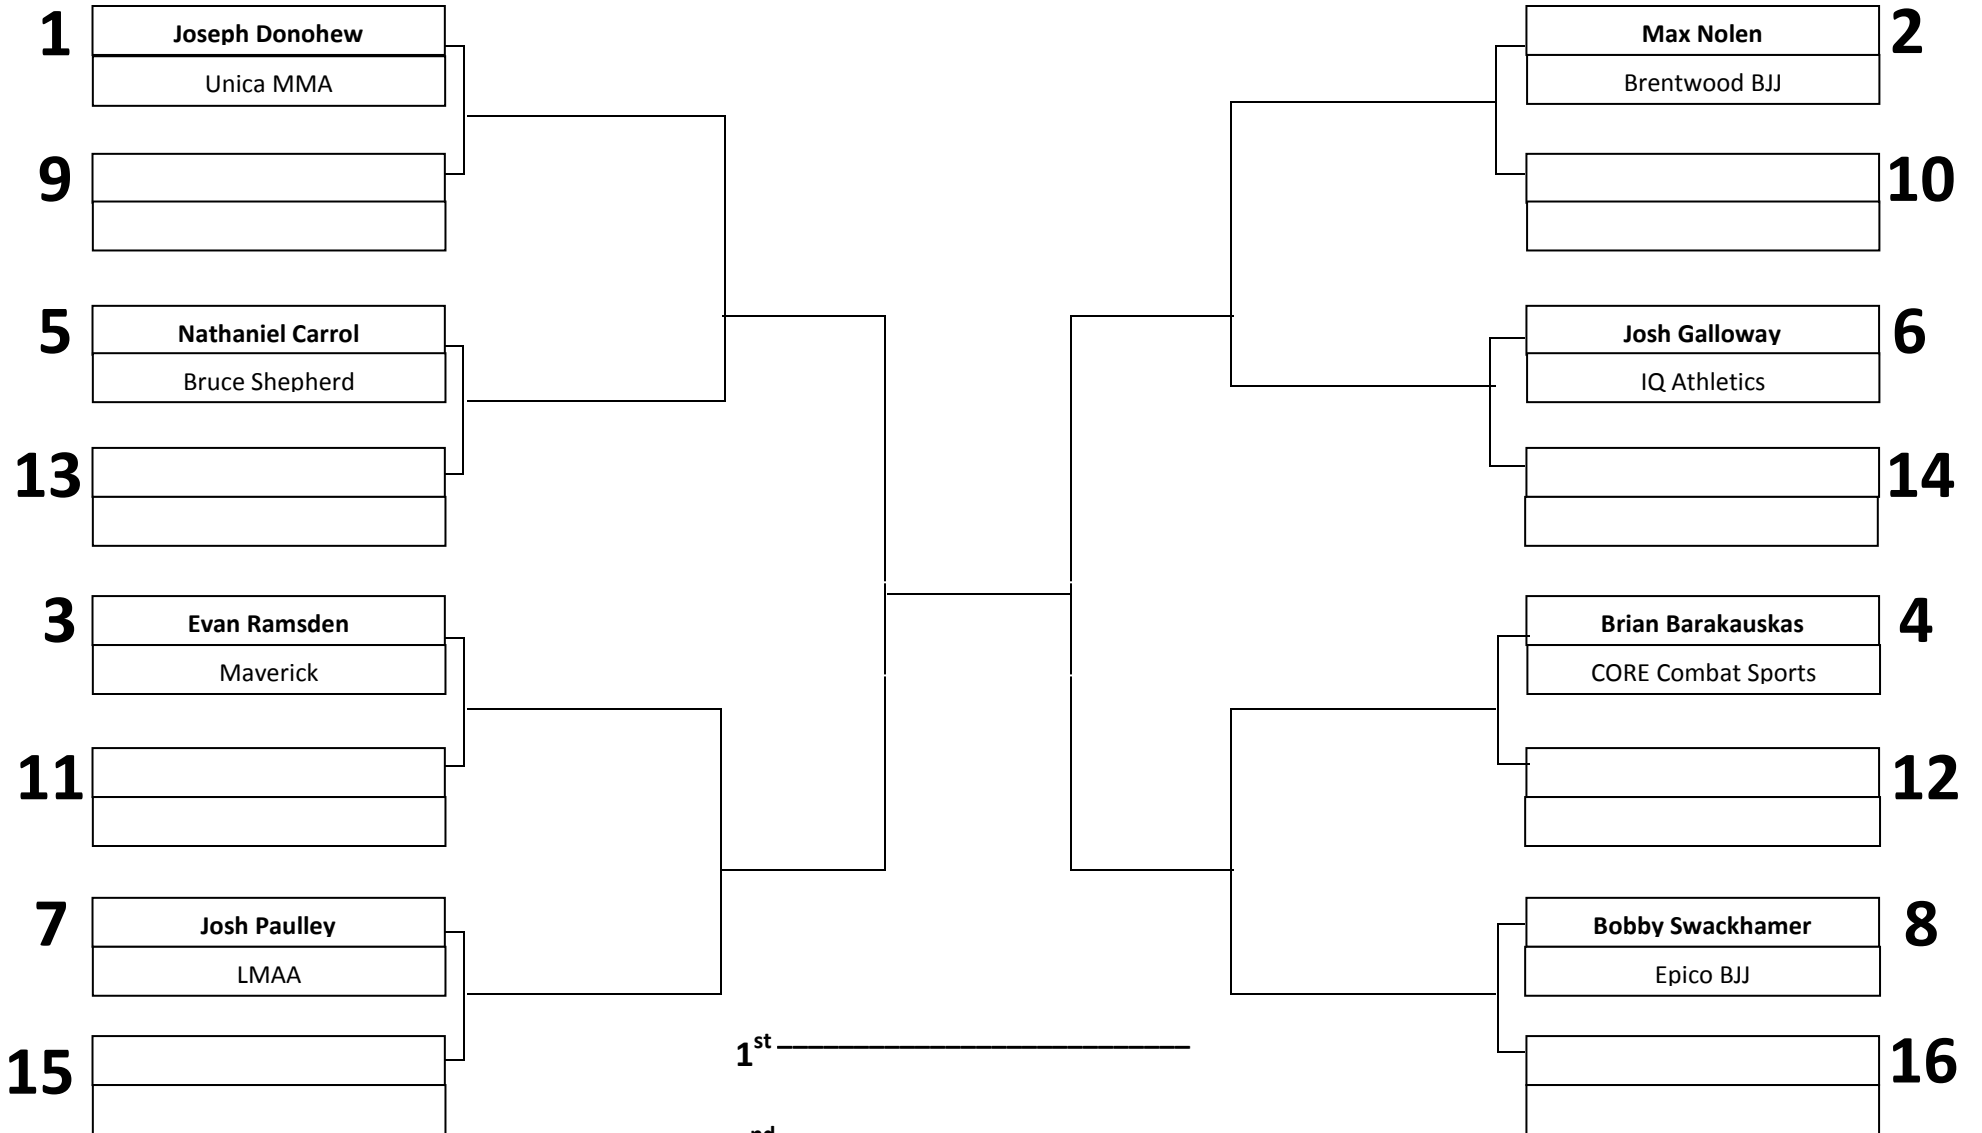 1
Joseph Donohew
Unica MMA
9
5
Nathaniel Carrol
Bruce Shepherd
13
3
Evan Ramsden
Maverick
11
7
Josh Paulley
LMAA
15
2
Max Nolen
Brentwood BJJ
10
6
Josh Galloway
IQ Athletics
14
4
Brian Barakauskas
CORE Combat Sports
12
8
Bobby Swackhamer
Epico BJJ
16
1st
nd